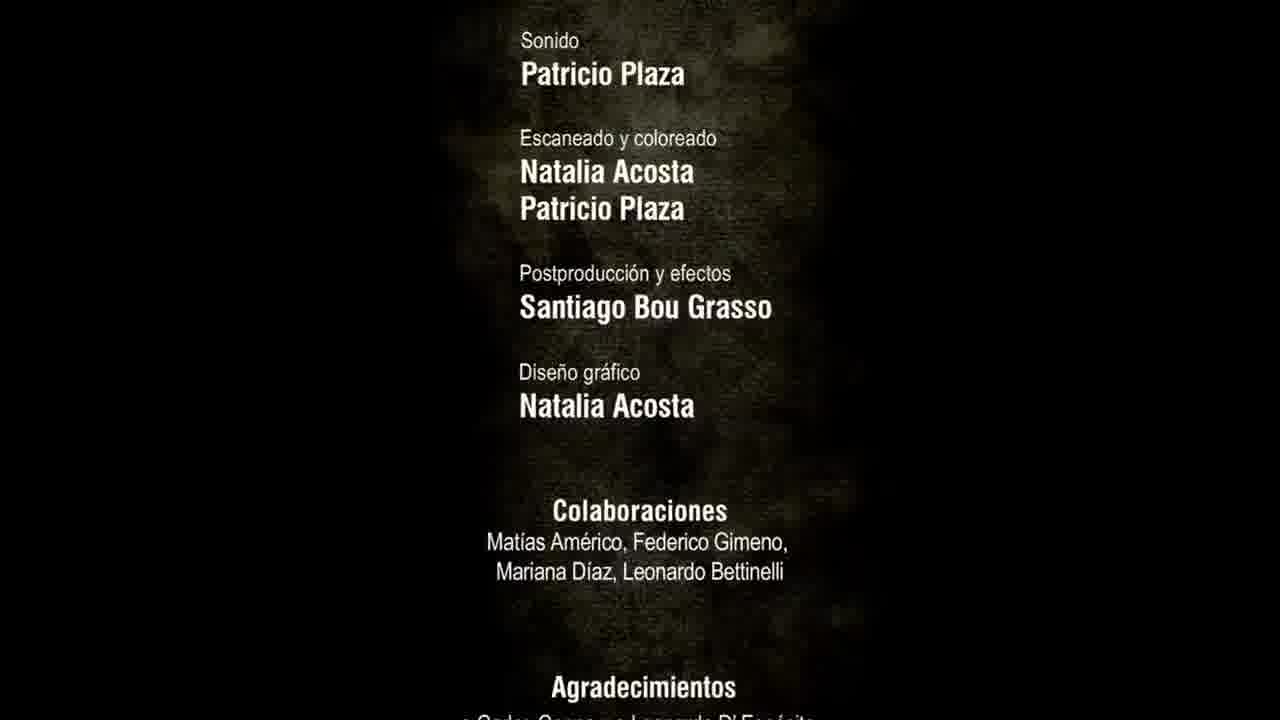 Sonido
Patricio Plaza
Escaneado y coloreado
Natalia Acosta
Patricio Plaza
Postproducción y efectos
Santiago Bou Grasso
Diseño gráfico
Natalia Acosta
Colaboraciones
Matías Américo, Federico Gimeno,
Mariana Díaz, Leonardo Bettinelli
Agradecimientos